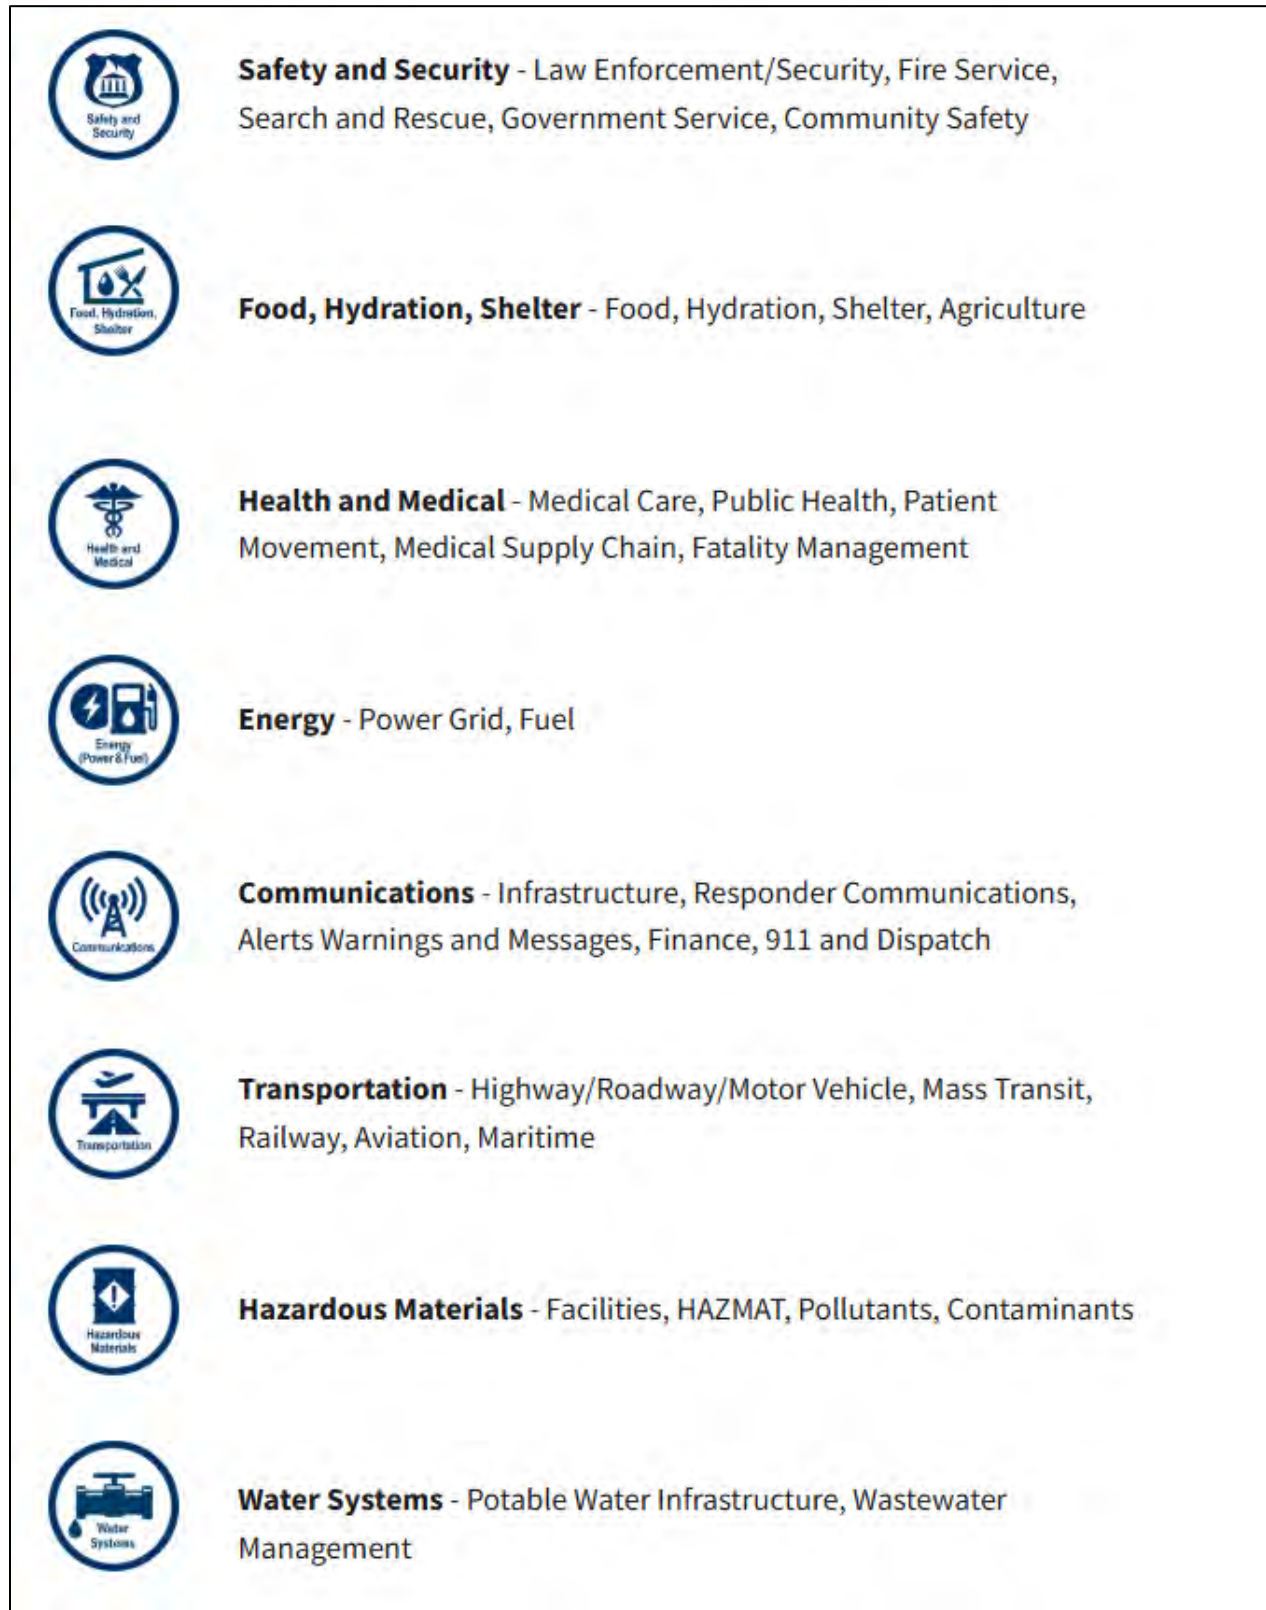 Safety and
Security
Safety and Security - Law Enforcement/Security, Fire Service,
Search and Rescue, Government Service, Community Safety
Food, Hydration,
Shelter
Food, Hydration, Shelter - Food, Hydration, Shelter, Agriculture
Health and
Medical
Health and Medical - Medical Care, Public Health, Patient
Movement, Medical Supply Chain, Fatality Management
Energy
(Power & Fuel)
Energy - Power Grid, Fuel
Communications
Communications - Infrastructure, Responder Communications,
Alerts Warnings and Messages, Finance, 911 and Dispatch
Transportation
Transportation - Highway/Roadway/Motor Vehicle, Mass Transit,
Railway, Aviation, Maritime
Hazardous
Materials
Hazardous Materials - Facilities, HAZMAT, Pollutants, Contaminants
Water
Systems
Water Systems - Potable Water Infrastructure, Wastewater
Management